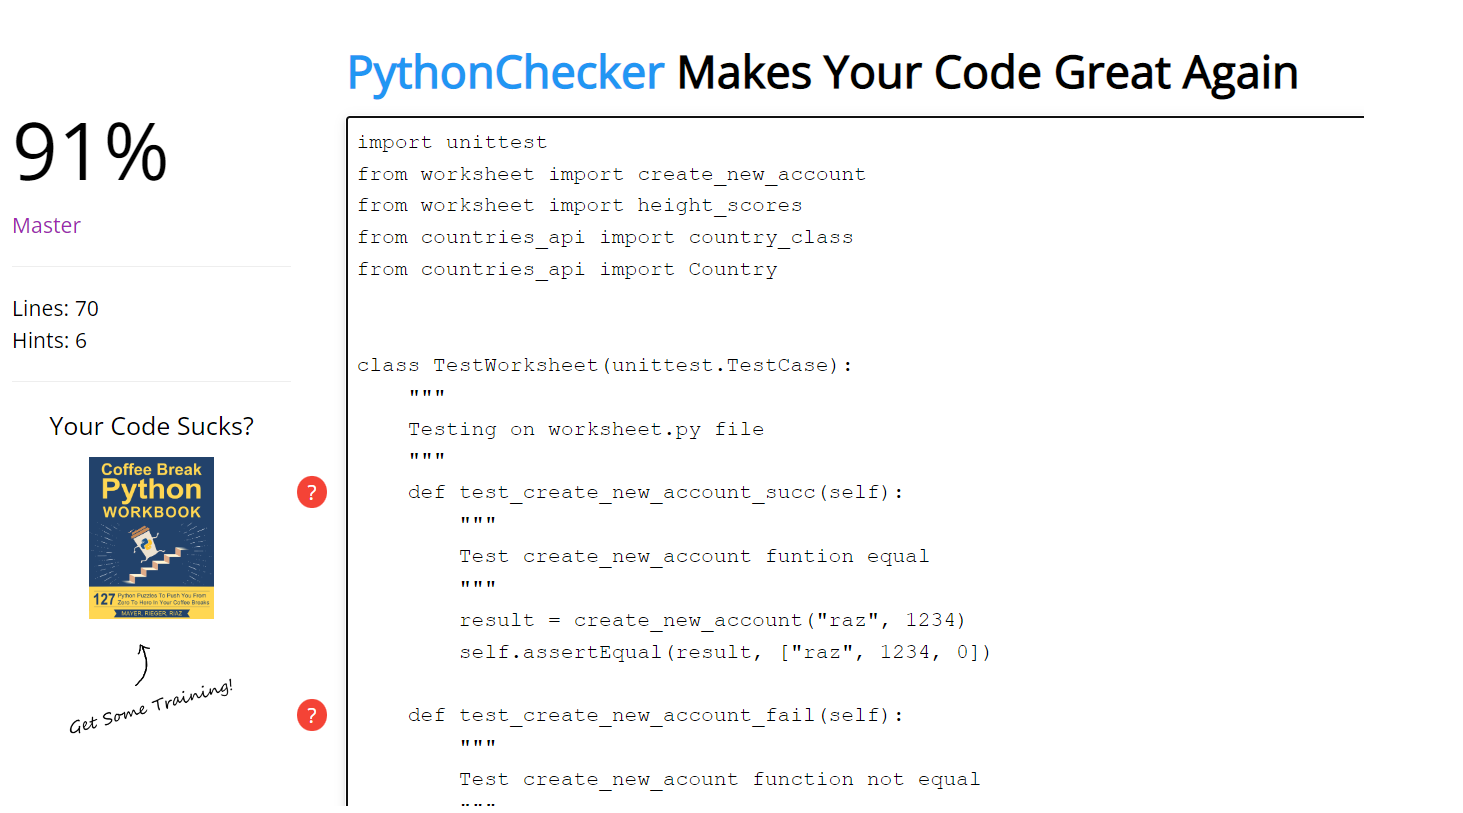 PythonChecker Makes Your Code Great Again
91%
Master
Lines: 70
Hints: 6
Your Code Sucks?
Coffee Break
Python
WORKBOOK
127 Python Puzzles To Push You From
Zero To Hero In Your Coffee Breaks
MAYER, RIEGER, RIAZ
Get Some Training!
?
?
import unittest
from worksheet import create_new_account
from worksheet import height_scores
from countries_api import country_class
from countries_api import Country
class TestWorksheet(unittest.TestCase):
"""
Testing on worksheet.py file
"""
def test_create_new_account_succ(self):
"""
Test create_new_account funtion equal
"""
result = create_new_account("raz", 1234)
self.assertEqual(result, ["raz", 1234, 0])
def test_create_new_account_fail(self):
"""
Test create_new_acount function not equal
"""